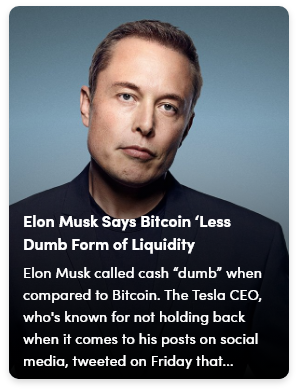 Elon Musk Says Bitcoin ‘Less
Dumb Form of Liquidity
Elon Musk called cash “dumb” when
compared to Bitcoin. The Tesla CEO,
who's known for not holding back
when it comes to his posts on social
media, tweeted on Friday that...